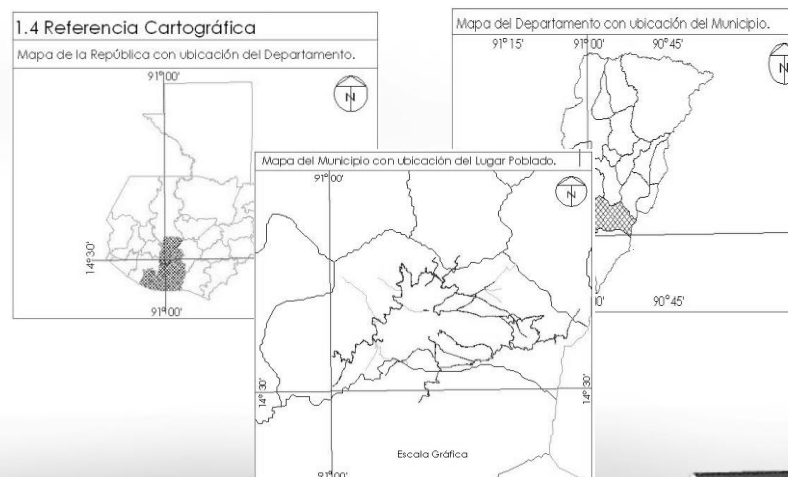 1.4 Referencia Cartográfica
Mapa de la República con ubicación del Departamento.
91°00'
N
14°30'
91°00'
Mapa del Departamento con ubicación del Municipio.
91°15'
91°00'
90°45'
N
90°45'
Mapa del Municipio con ubicación del Lugar Poblado.
91°00'
N
14°30'
14°30'
Escala Gráfica
91°00'